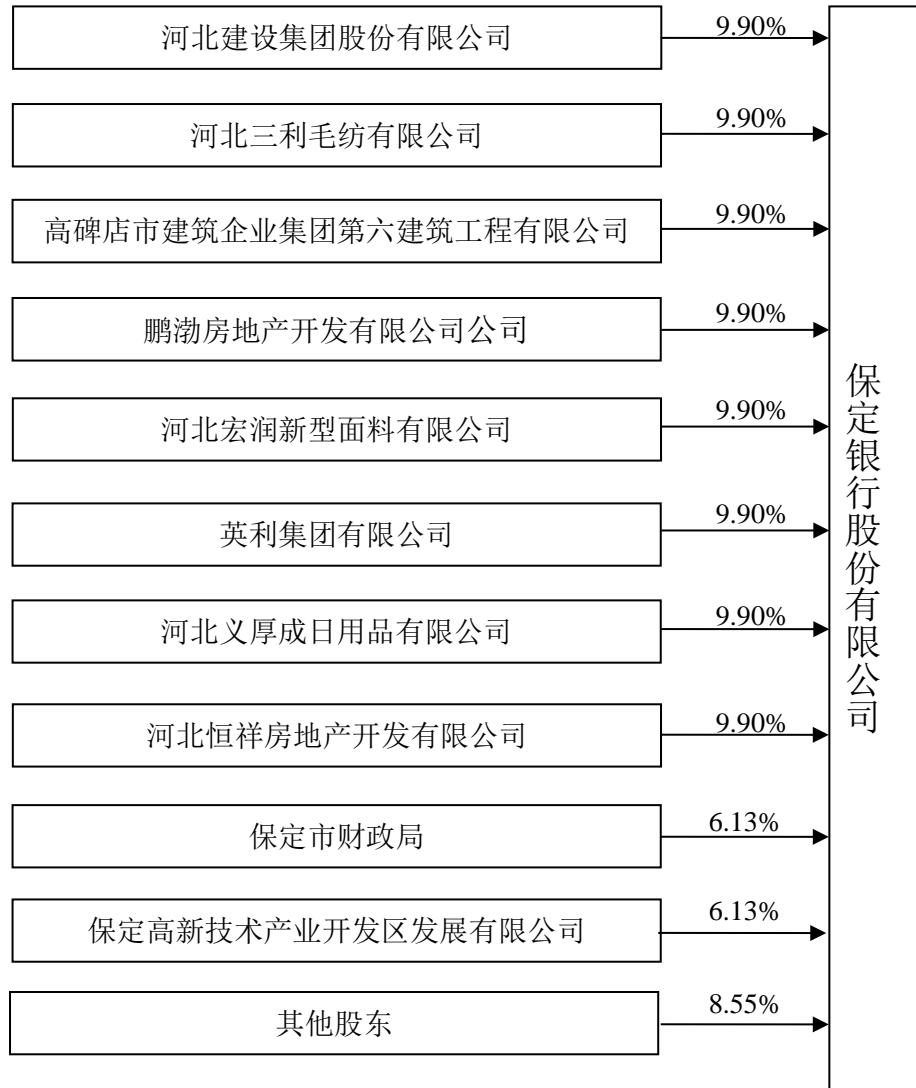 河北建设集团股份有限公司
9.90%
河北三利毛纺有限公司
9.90%
高碑店市建筑企业集团第六建筑工程有限公司
9.90%
鹏渤房地产开发有限公司公司
9.90%
河北宏润新型面料有限公司
9.90%
英利集团有限公司
9.90%
河北义厚成日用品有限公司
9.90%
河北恒祥房地产开发有限公司
9.90%
保定市财政局
6.13%
保定高新技术产业开发区发展有限公司
6.13%
其他股东
8.55%
保定银行股份有限公司